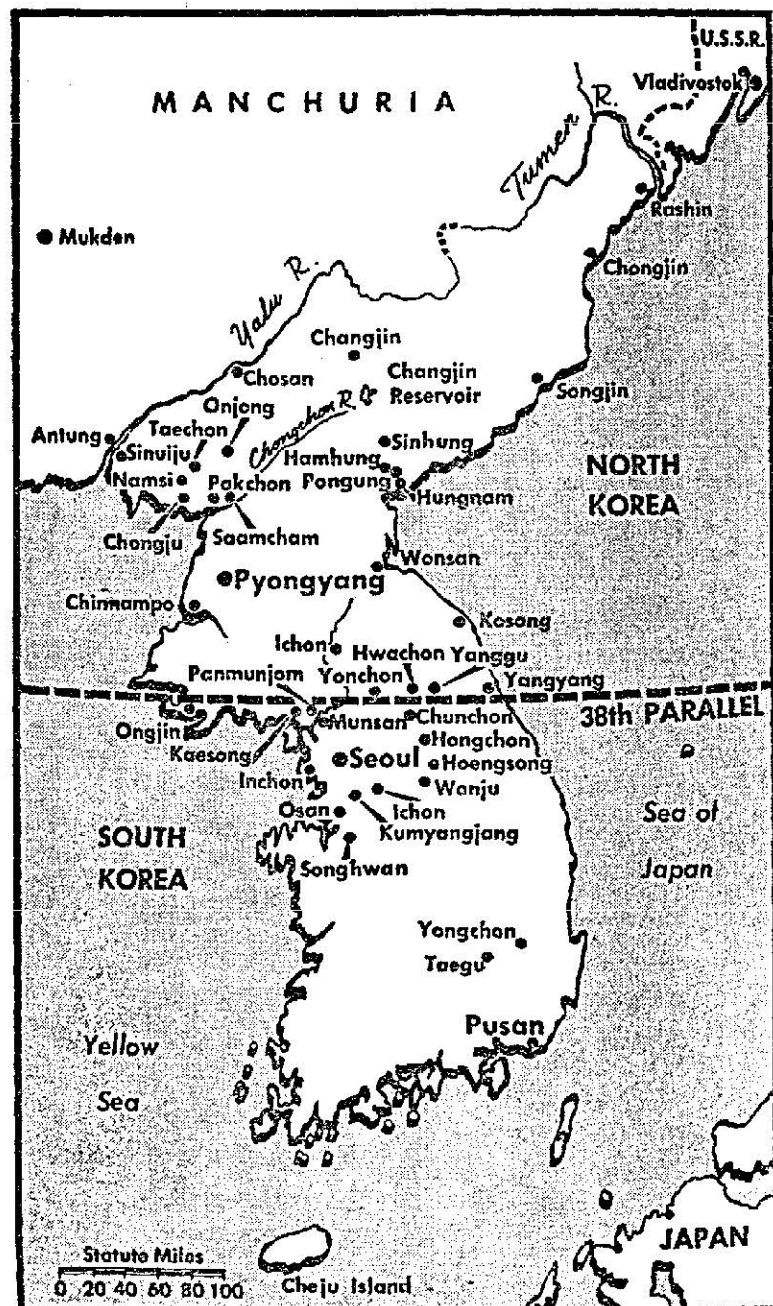 U.S.S.R.
Vladivostok
MANCHURIA
Tumen R.
Mukden
Rashin
Chongjin
Yalu R.
Changjin
Chosan
Changjin
Reservoir
Songjin
Onjong
Chongchon R.
Taechon
Antung
Sinuiju
Sinhung
Hamhung
Namsi
Pakchon
Pongung
Hungnam
NORTH
KOREA
Chongju
Saamcham
Wonsan
Pyongyang
Chinnampo
Kosong
Ichon
Hwachon
Yanggu
Panmunjom
Yonchon
Yangyang
38th PARALLEL
Ongjin
Munsan
Chunchon
Kaesong
Hongchon
Seoul
Hoengsong
Inchon
Wanju
Ichon
Osan
Kumyangjang
SOUTH
KOREA
Sea of
Japan
Songhwan
Yongchon
Taegu
Pusan
Yellow
Sea
JAPAN
Statute Miles
0 20 40 60 80 100
Cheju Island